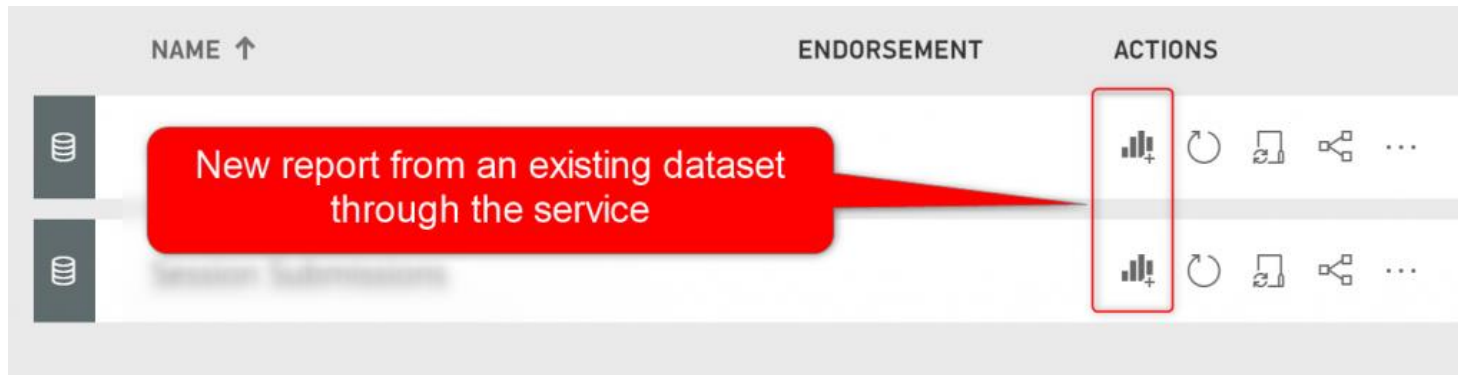 NAME ↑ ENDORSEMENT ACTIONS
New report from an existing dataset
through the service